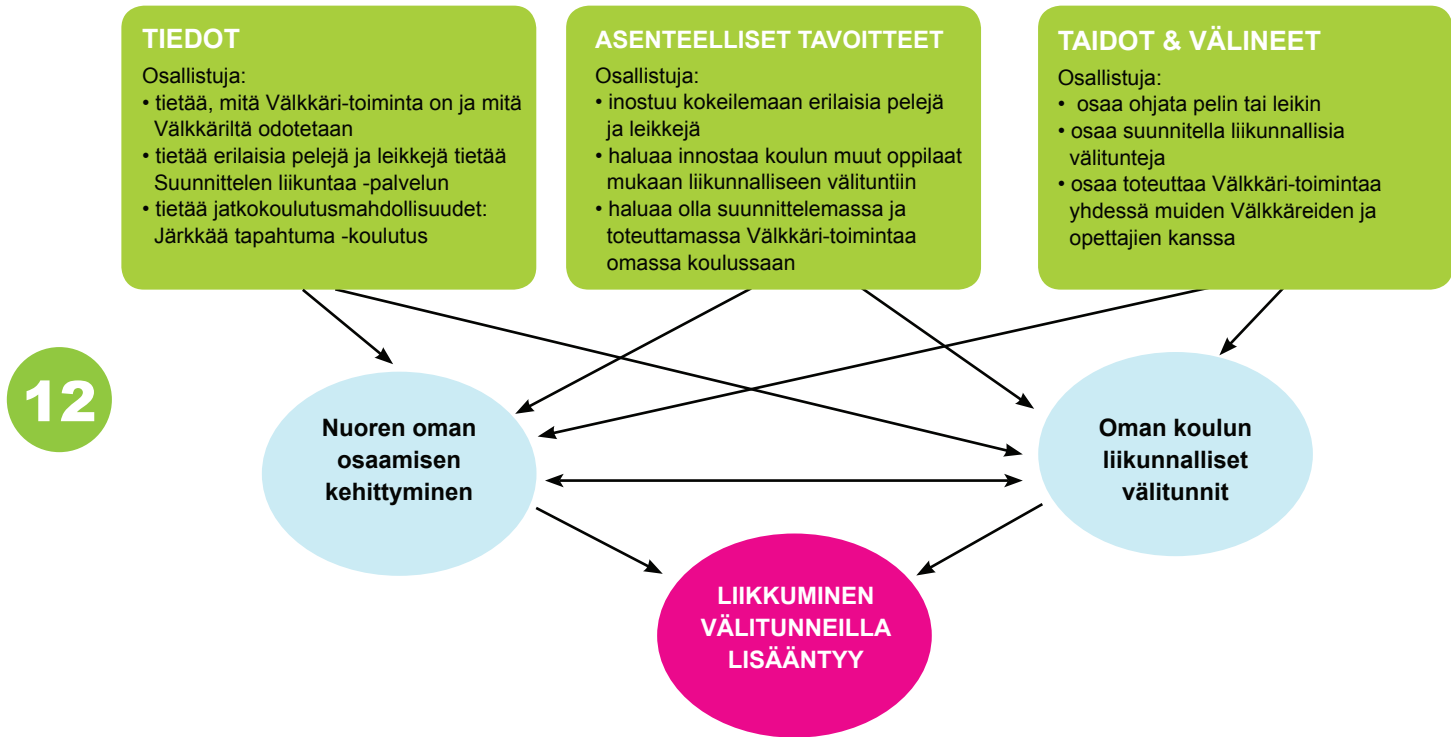 TIEDOT
Osallistuja:
• tietää, mitä Välkkäri-toiminta on ja mitä
Välkkäriltä odotetaan
• tietää erilaisia pelejä ja leikkejä tietää
Suunnittelen liikuntaa -palvelun
• tietää jatkokoulutusmahdollisuudet:
Järkkää tapahtuma -koulutus
ASENTEELLISET TAVOITTEET
Osallistuja:
• inostuu kokeilemaan erilaisia pelejä
ja leikkejä
• haluaa innostaa koulun muut oppilaat
mukaan liikunnalliseen välituntiin
• haluaa olla suunnittelemassa ja
toteuttamassa Välkkäri-toimintaa
omassa koulussaan
TAIDOT & VÄLINEET
Osallistuja:
• osaa ohjata pelin tai leikin
• osaa suunnitella liikunnallisia
välitunteja
• osaa toteuttaa Välkkäri-toimintaa
yhdessä muiden Välkkäreiden ja
opettajien kanssa
12
Nuoren oman
osaamisen
kehittyminen
Oman koulun
liikunnalliset
välitunnit
LIIKKUMINEN
VÄLITUNNEILLA
LISÄÄNTYY